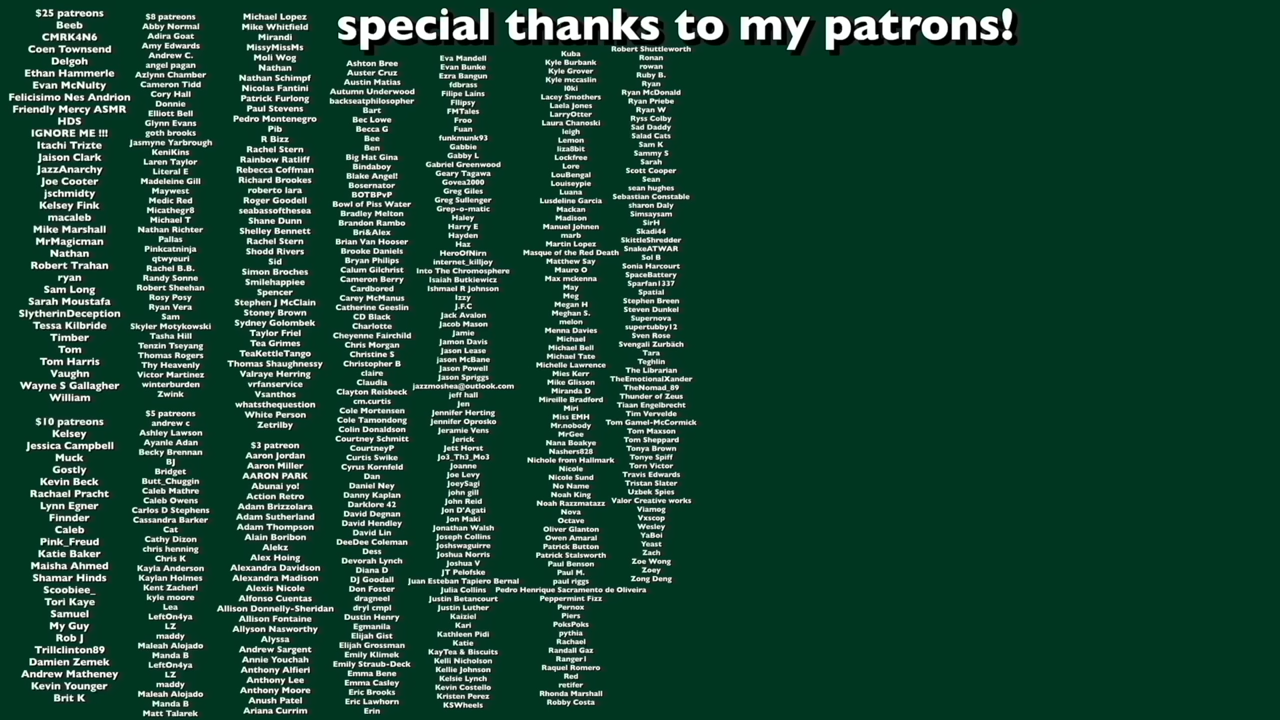 special thanks to my patrons!
$25 patreons
Beeb
CMRK4N6
Coen Townsend
Delgoh
Ethan Hammerle
Evan McNulty
Felicisimo Nes Andrion
Friendly Mercy ASMR
HDS
IGNORE ME !!!
Itachi Trizte
Jaison Clark
JazzAnarchy
Joe Cooter
jschmidty
Kelsey Fink
macaleb
Mike Marshall
MrMagicman
Nathan
Robert Trahan
ryan
Sam Long
Sarah Moustafa
SlytherinDeception
Tessa Kilbride
Timber
Tom
Tom Harris
Vaughn
Wayne S Gallagher
William
$10 patreons
Kelsey
Jessica Campbell
Muck
Gostly
Kevin Beck
Rachael Pracht
Lynn Egner
Finnder
Caleb
Pink_Freud
Katie Baker
Maisha Ahmed
Shamar Hinds
Scoobiee_
Tori Kaye
Samuel
My Guy
Rob J
Trillclinton89
Damien Zemek
Andrew Matheney
Kevin Younger
Brit K
$8 patreons
Abby Normal
Adira Goat
Amy Edwards
Andrew C.
angel pagan
Azlynn Chamber
Cameron Tidd
Cory Hall
Donnie
Elliott Bell
Glynn Evans
goth brooks
Jasmyne Yarbrough
KeniKins
Laren Taylor
Literal E
Madeleine Gill
Maywest
Medic Red
Micathegr8
Michael T
Nathan Richter
Pallas
Pinkcatninja
qtwyeuri
Rachel B.B.
Randy Sonne
Robert Sheehan
Rosy Posy
Ryan Vera
Sam
Skyler Motykowski
Tasha Hill
Tenzin Tseyang
Thomas Rogers
Thy Heavenly
Victor Martinez
winterburden
Zwink
$5 patreons
andrew c
Ashley Lawson
Ayanle Adan
Becky Brennan
BJ
Bridget
Butt_Chuggin
Caleb Mathre
Caleb Owens
Carlos D Stephens
Cassandra Barker
Cat
Cathy Dizon
chris henning
Chris K
Kayla Anderson
Kaylan Holmes
Kent Zacherl
kyle moore
Lea
LeftOn4ya
LZ
maddy
Maleah Alojado
Manda B
LeftOn4ya
LZ
maddy
Maleah Alojado
Manda B
Matt Talarek
Michael Lopez
Mike Whitfield
Mirandi
MissyMissMs
Moli Wog
Nathan
Nathan Schimpf
Nicolas Fantini
Patrick Furlong
Paul Stevens
Pedro Montenegro
Pib
R Bizz
Rachel Stern
Rainbow Ratliff
Rebecca Coffman
Richard Brookes
roberto lara
Roger Goodell
seabassofthesea
Shane Dunn
Shelley Bennett
Rachel Stern
Shodd Rivers
Sid
Simon Broches
Smilehappiee
Spencer
Stephen J McClain
Stoney Brown
Sydney Golombek
Taylor Friel
Tea Grimes
TeaKettleTango
Thomas Shaughnessy
Valraye Herring
vrfanservice
Vsanthos
whatsthequestion
White Person
Zetrilby
$3 patreon
Aaron Jordan
Aaron Miller
AARON PARK
Abunai yo!
Action Retro
Adam Brizzolara
Adam Sutherland
Adam Thompson
Alain Boribon
Alekz
Alex Hoing
Alexandra Davidson
Alexandra Madison
Alexis Nicole
Alfonso Cuentas
Allison Donnelly-Sheridan
Allison Fontaine
Allyson Nasworthy
Alyssa
Andrew Sargent
Annie Youchah
Anthony Alfieri
Anthony Lee
Anthony Moore
Anush Patel
Ariana Currim
Ashton Bree
Auster Cruz
Austin Matias
Autumn Underwood
backseatphilosopher
Bart
Bec Lowe
Becca G
Bee
Ben
Big Hat Gina
Bindaboy
Blake Angel!
Bosernator
BOTBPvP
Bowl of Piss Water
Bradley Melton
Brandon Rambo
Bri&Alex
Brian Van Hooser
Brooke Daniels
Bryan Philips
Calum Gilchrist
Cameron Berry
Cardbored
Carey McManus
Catherine Geeslin
CD Black
Charlotte
Cheyenne Fairchild
Chris Morgan
Christine S
Christopher B
claire
Claudia
Clayton Reisbeck
cm.curtis
Cole Mortensen
Cole Tamondong
Colin Donaldson
Courtney Schmitt
CourtneyP
Curtis Swike
Cyrus Kornfeld
Dan
Daniel Ney
Danny Kaplan
Darklore 42
David Degnan
David Hendley
David Lin
DeeDee Coleman
Dess
Devorah Lynch
Diana D
DJ Goodall
Don Foster
dragneel
dryl cmpl
Dustin Henry
Egmanila
Elijah Gist
Elijah Grossman
Emily Klimek
Emily Straub-Deck
Emma Bene
Emma Casley
Eric Brooks
Eric Lawhorn
Erin
Eva Mandell
Evan Bunke
Ezra Bangun
fdbrass
Filipe Lains
Fllipsy
FMTales
Froo
Fuan
funkmunk93
Gabbie
Gabby L
Gabriel Greenwood
Geary Tagawa
Govea2000
Greg Giles
Greg Sullenger
Grep-o-matic
Haley
Harry E
Hayden
Haz
HeroOfNirn
internet_killjoy
Into The Chromosphere
Isaiah Butkiewicz
Ishmael R Johnson
Izzy
J.F.C
Jack Avalon
Jacob Mason
Jamie
Jamon Davis
Jason Lease
jason McBane
Jason Powell
Jason Spriggs
jazzmoshea@outlook.com
jeff hall
Jen
Jennifer Herting
Jennifer Oprosko
Jeramie Vens
Jerick
Jett Horst
Jo3_Th3_Mo3
Joanne
Joe Levy
JoeySagi
john gill
John Reid
Jon D'Agati
Jon Maki
Jonathan Walsh
Joseph Collins
Joshswaguirre
Joshua Norris
Joshua V
JT Pelofske
Juan Esteban Tapiero Bernal
Julia Collins
Justin Betancourt
Justin Luther
Kaiziel
Kari
Kathleen Pidi
Katie
KayTea & Biscuits
Kelli Nicholson
Kellie Johnson
Kelsie Lynch
Kevin Costello
Kristen Perez
KSWheels
Kuba
Kyle Burbank
Kyle Grover
Kyle mccaslin
l0ki
Lacey Smothers
Laela Jones
LarryOtter
Laura Chanoski
leigh
Lemon
liza8bit
Lockfree
Lore
LouBengal
Louiseypie
Luana
Lusdeline Garcia
Mackan
Madison
Manuel Johnen
marb
Martin Lopez
Masque of the Red Death
Matthew Say
Mauro O
Max mckenna
May
Meg
Megan H
Meghan S.
melon
Menna Davies
Michael
Michael Bell
Michael Tate
Michelle Lawrence
Mies Kerr
Mike Glisson
Miranda D
Mireille Bradford
Miri
Miss EMH
Mr.nobody
MrGee
Nana Boakye
Nashers828
Nichole from Hallmark
Nicole
Nicole Sund
No Name
Noah King
Noah Razzmatazz
Nova
Octave
Oliver Glanton
Owen Amaral
Patrick Button
Patrick Stalsworth
Paul Benson
Paul M.
paul riggs
Pedro Henrique Sacramento de Oliveira
Peppermint Fizz
Pernox
Piers
PoksPoks
pythia
Rachael
Randall Gaz
Ranger1
Raquel Romero
Red
retifer
Rhonda Marshall
Robby Costa
Robert Shuttleworth
Ronan
rowan
Ruby B.
Ryan
Ryan McDonald
Ryan Priebe
Ryan W
Ryss Colby
Sad Daddy
Salad Cats
Sam K
Sammy S
Sarah
Scott Cooper
Sean
sean hughes
Sebastian Constable
sharon Daly
Simsaysam
SirH
Skadi44
SkittleShredder
SnakeATWAR
Sol B
Sonia Harcourt
SpaceBattery
Sparfan1337
Spatial
Stephen Breen
Steven Dunkel
Supernova
supertubby12
Sven Rose
Svengali Zurbäch
Tara
Teghlin
The Librarian
TheEmotionalXander
TheNomad_89
Thunder of Zeus
Tiaan Engelbrecht
Tim Vervelde
Tom Gamel-McCormick
Tom Maxson
Tom Sheppard
Tonya Brown
Tonye Spiff
Torn Victor
Travis Edwards
Tristan Slater
Uzbek Spies
Valor Creative works
Viamog
Vxscop
Wesley
YaBoi
Yeast
Zach
Zoe Wong
Zoey
Zong Deng